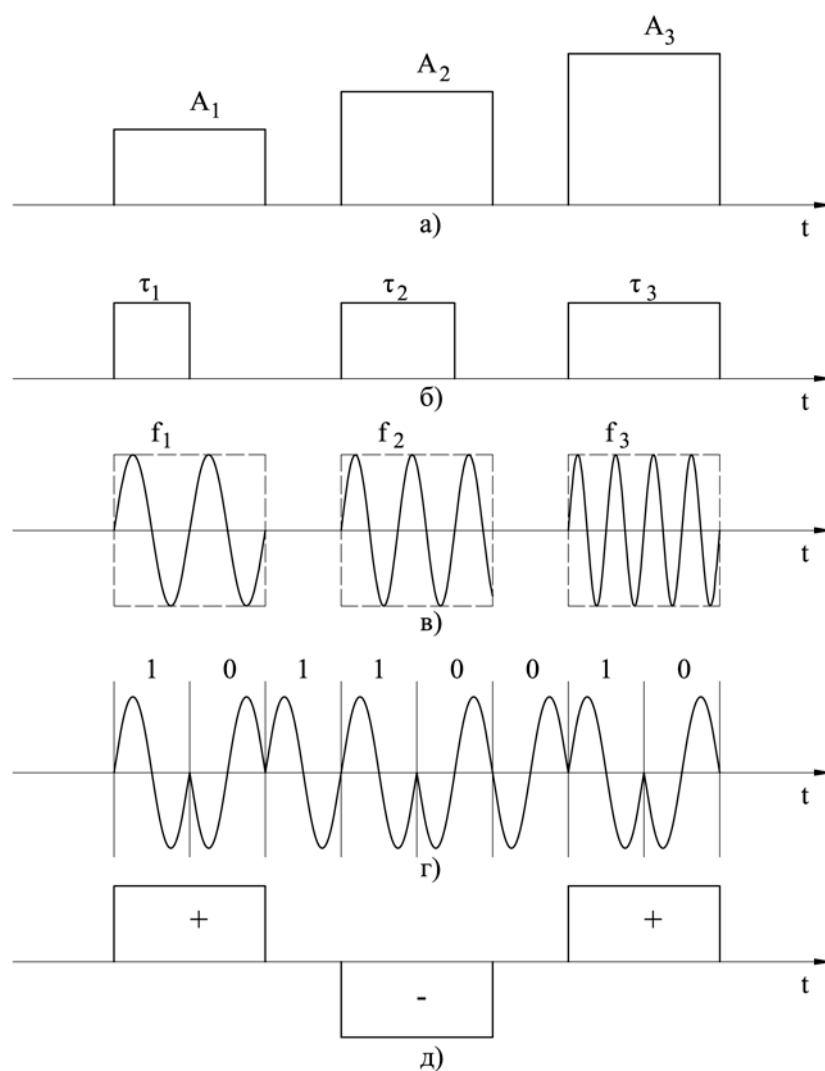 A₁ A₂ A₃
а) t
τ₁ τ₂ τ₃
б) t
f₁ f₂ f₃
t
в)
1 0 1 1 0 0 1 0
t
г)
+ +
t
-
д)